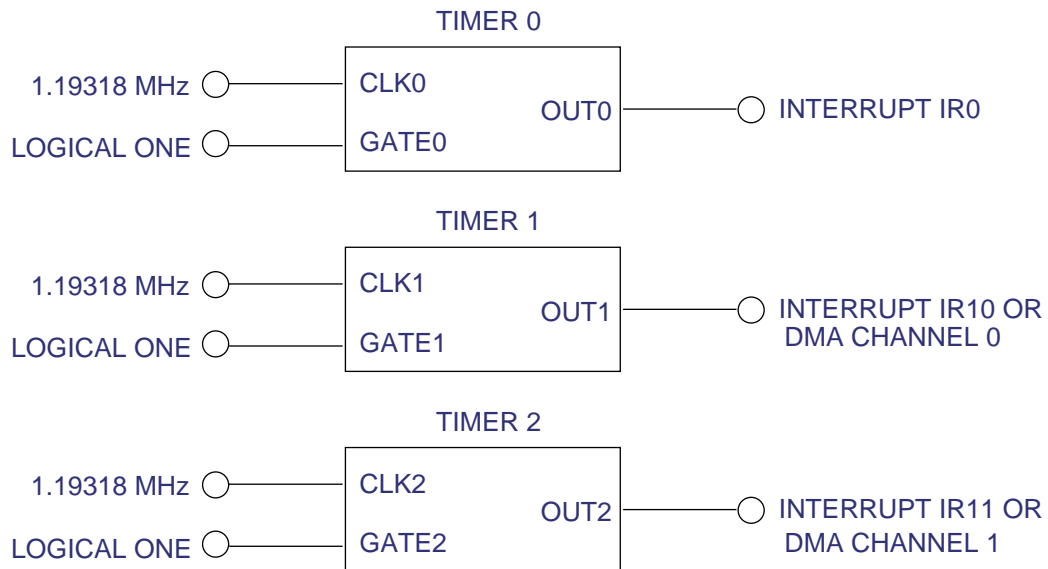 TIMER 0
1.19318 MHz
CLK0
OUT0
INTERRUPT IR0
LOGICAL ONE
GATE0
TIMER 1
1.19318 MHz
CLK1
OUT1
INTERRUPT IR10 OR
DMA CHANNEL 0
LOGICAL ONE
GATE1
TIMER 2
1.19318 MHz
CLK2
OUT2
INTERRUPT IR11 OR
DMA CHANNEL 1
LOGICAL ONE
GATE2